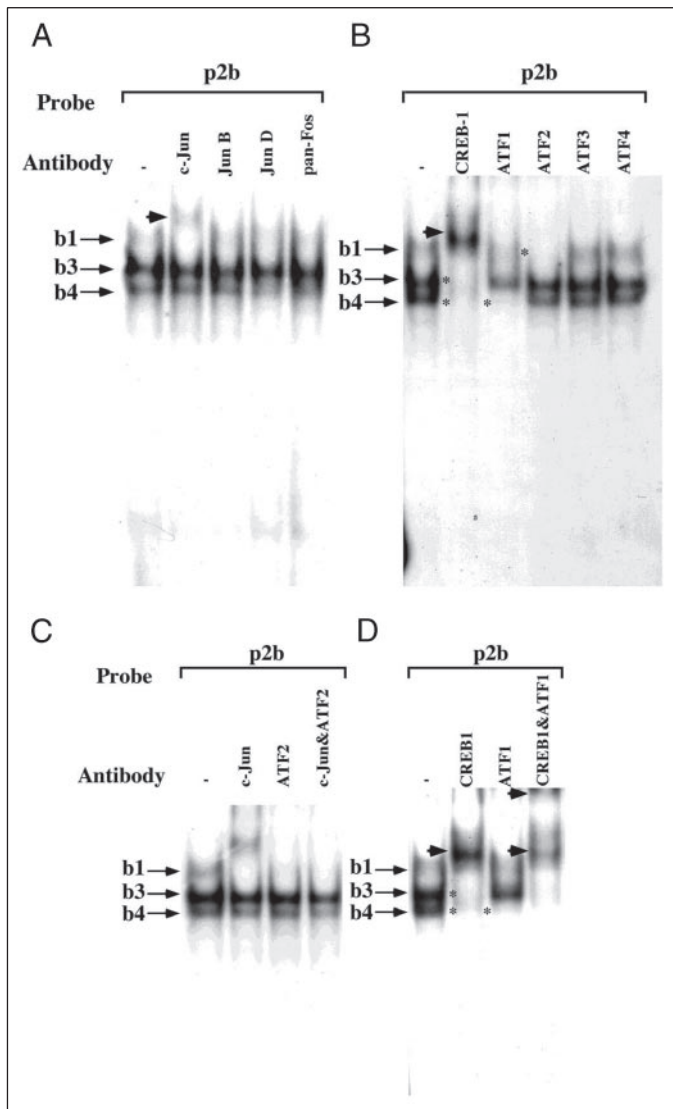 A
p2b
Probe
Antibody
-
c-Jun
Jun B
Jun D
pan-Fos
b1
b3
b4
B
p2b
-
CREB-1
ATF1
ATF2
ATF3
ATF4
b1
*
b3
*
b4
*
*
C
p2b
Probe
Antibody
-
c-Jun
ATF2
c-Jun&ATF2
b1
b3
b4
D
p2b
-
CREB1
ATF1
CREB1&ATF1
b1
b3
*
b4
*
*